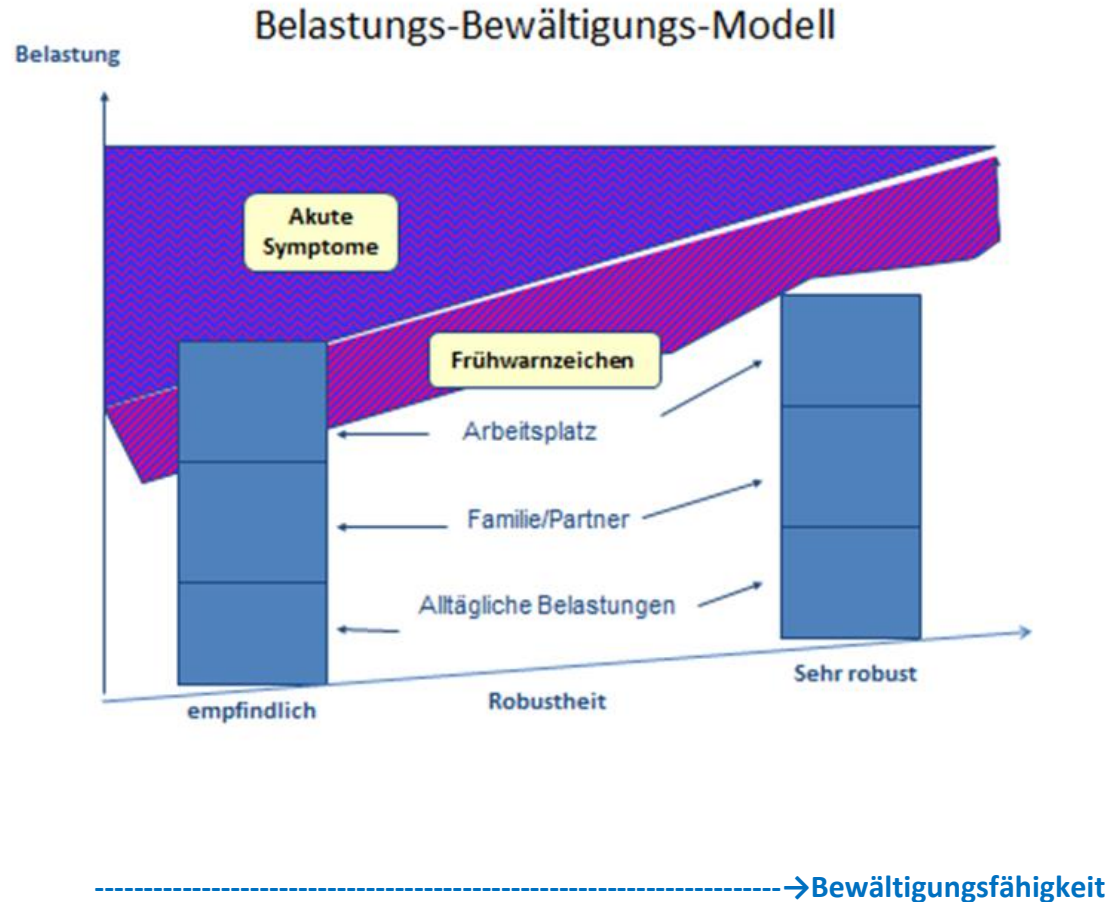 Belastungs-Bewältigungs-Modell
Belastung
Akute
Symptome
Frühwarnzeichen
Arbeitsplatz
Familie/Partner
Alltägliche Belastungen
Sehr robust
Robustheit
empfindlich
----------------------------------------------------------------------→Bewältigungsfähigkeit